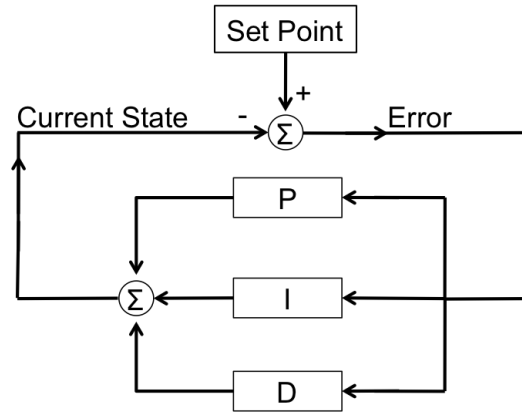 Set Point
+
Current State - Σ Error
P
Σ I
D